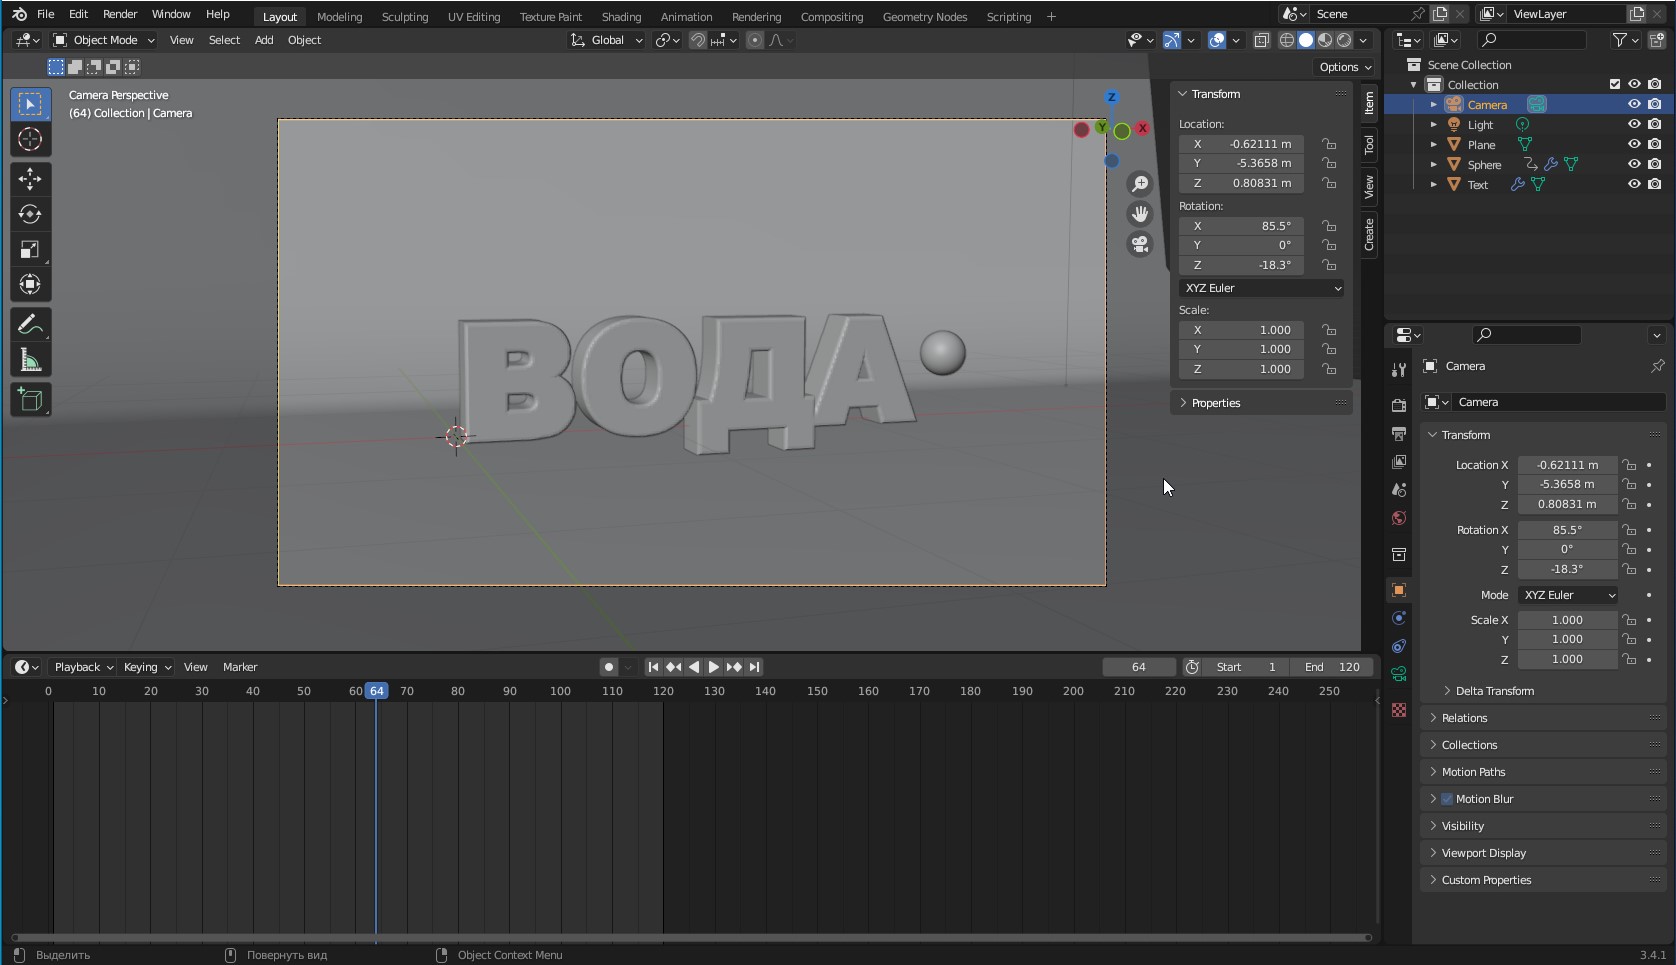 File Edit Render Window Help Layout Modeling Sculpting UV Editing Texture Paint Shading Animation Rendering Compositing Geometry Nodes Scripting + Scene ViewLayer
Object Mode View Select Add Object Global
Options
Camera Perspective
(64) Collection | Camera
ВОДА
Z
Y
X
Transform
Location:
X -0.62111 m
Y -5.3658 m
Z 0.80831 m
Rotation:
X 85.5°
Y 0°
Z -18.3°
XYZ Euler
Scale:
X 1.000
Y 1.000
Z 1.000
Properties
Item
Tool
View
Create
Scene Collection
Collection
Camera
Light
Plane
Sphere
Text
Camera
Camera
Transform
Location X -0.62111 m
Y -5.3658 m
Z 0.80831 m
Rotation X 85.5°
Y 0°
Z -18.3°
Mode XYZ Euler
Scale X 1.000
Y 1.000
Z 1.000
Delta Transform
Relations
Collections
Motion Paths
Motion Blur
Visibility
Viewport Display
Custom Properties
Playback Keying View Marker 64 Start 1 End 120
0 10 20 30 40 50 60 64 70 80 90 100 110 120 130 140 150 160 170 180 190 200 210 220 230 240 250
Выделить Повернуть вид Object Context Menu 3.4.1